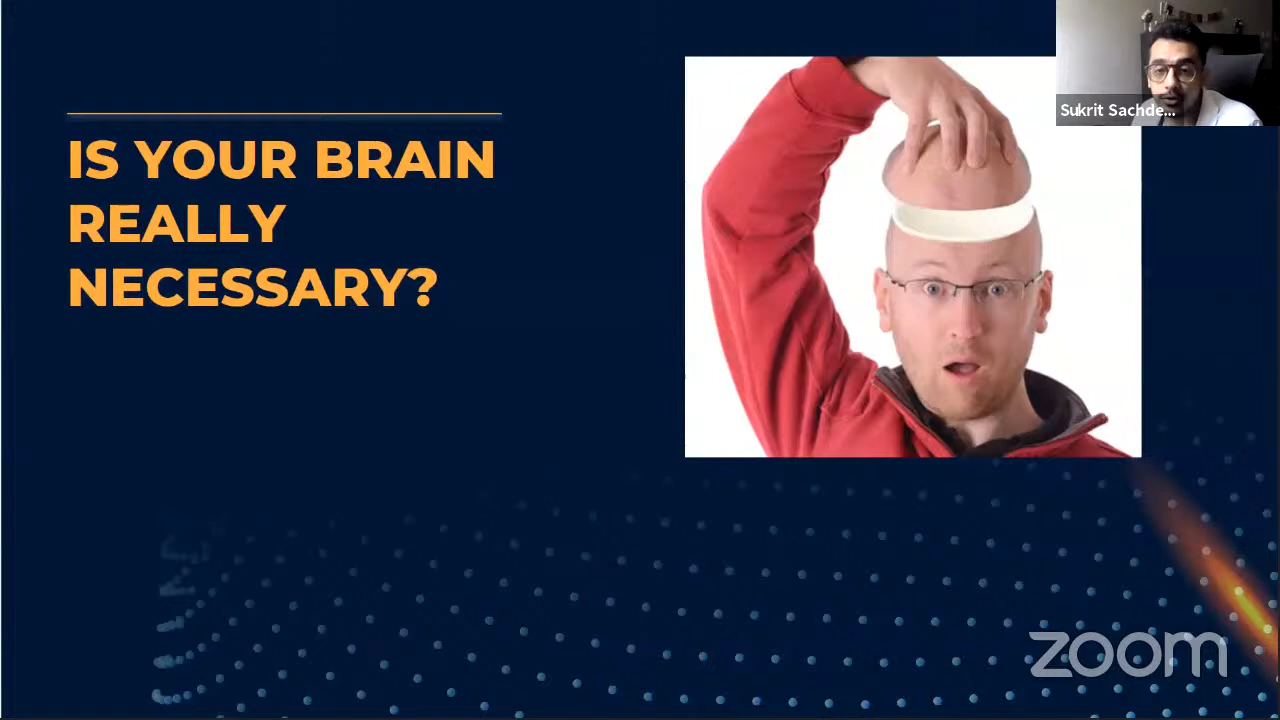 IS YOUR BRAIN
REALLY
NECESSARY?
Sukrit Sachde...
zoom